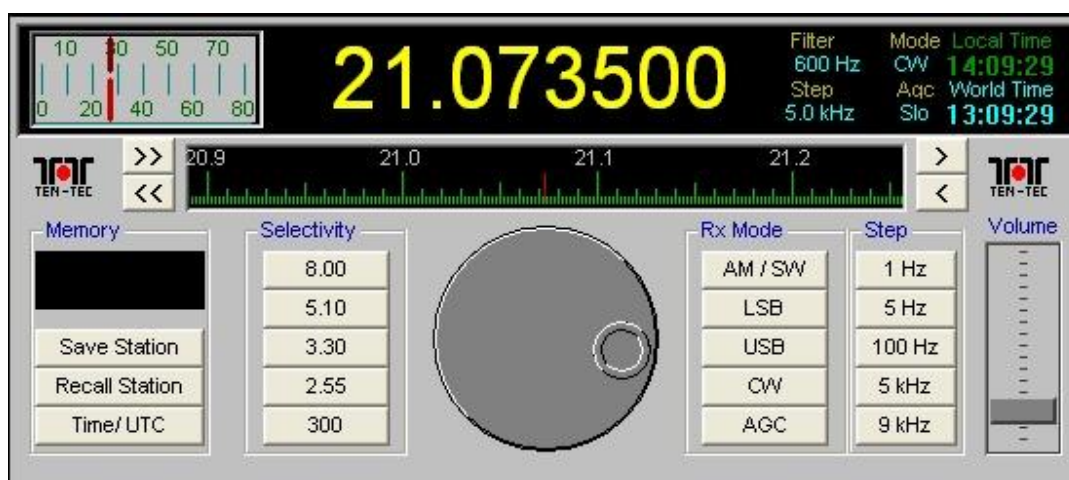 10 30 50 70
0 20 40 60 80
21.073500
Filter
600 Hz
Step
5.0 kHz
Mode
CW
Agc
Slo
Local Time
14:09:29
World Time
13:09:29
TEN-TEC
>>
<<
20.9 21.0 21.1 21.2
>
<
TEN-TEC
Memory
Save Station
Recall Station
Time/ UTC
Selectivity
8.00
5.10
3.30
2.55
300
Rx Mode
AM / SW
LSB
USB
CW
AGC
Step
1 Hz
5 Hz
100 Hz
5 kHz
9 kHz
Volume